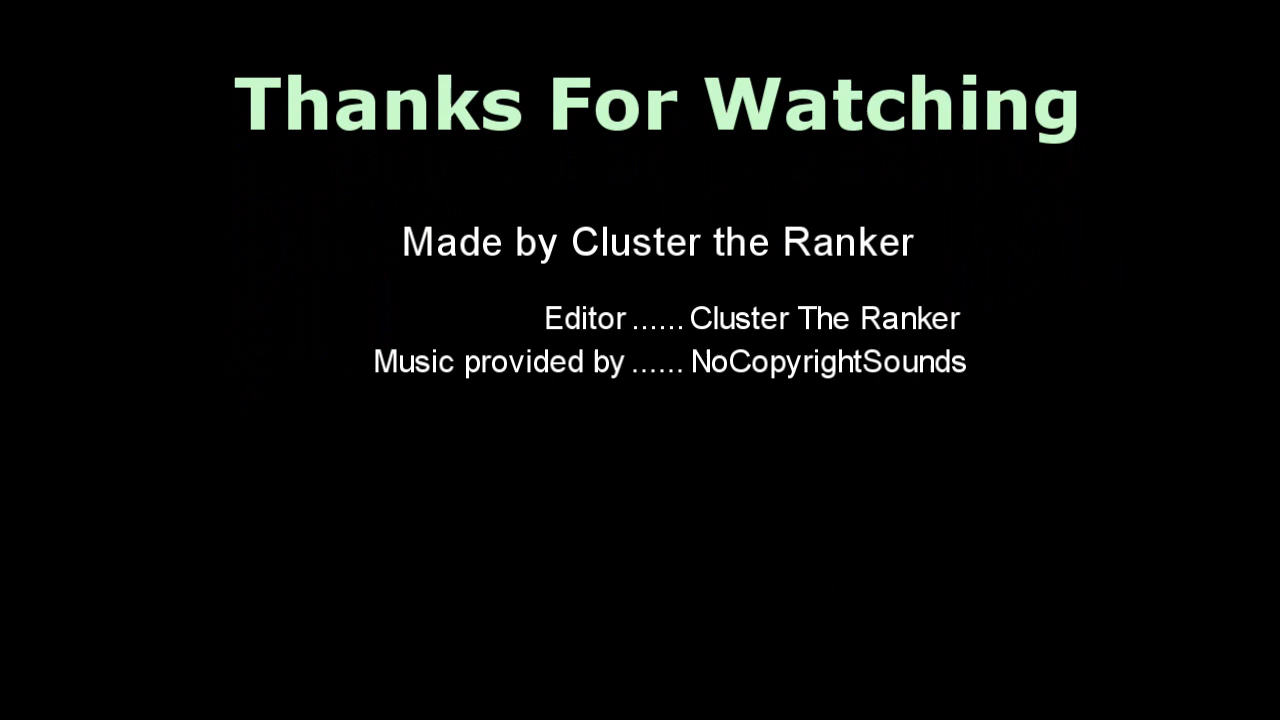 Thanks For Watching
Made by Cluster the Ranker
Editor ...... Cluster The Ranker
Music provided by ...... NoCopyrightSounds